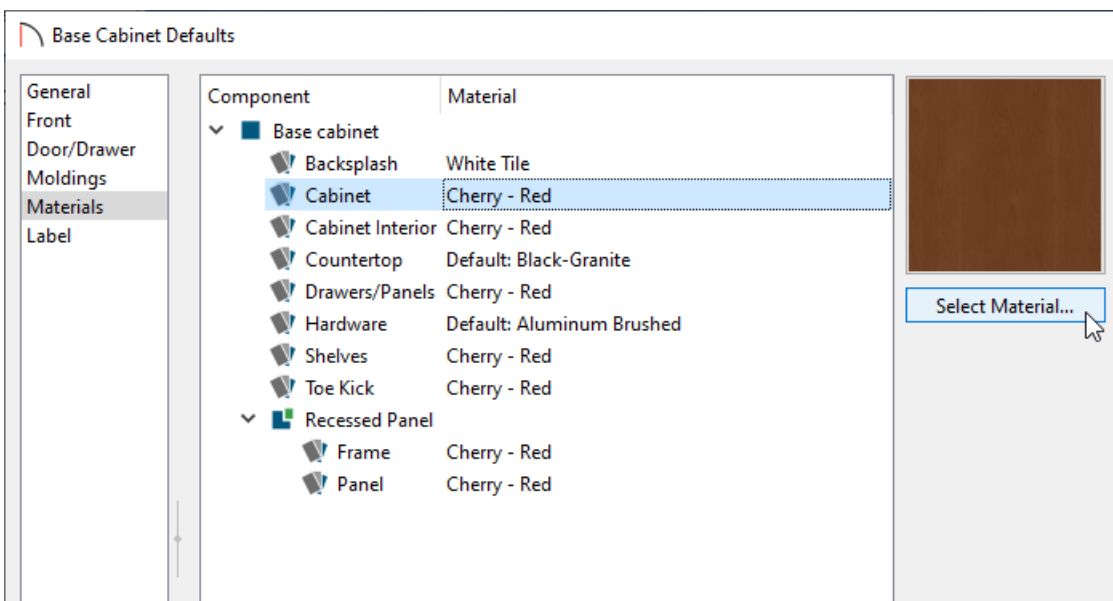 Base Cabinet Defaults
General
Front
Door/Drawer
Moldings
Materials
Label
Component Material
Base cabinet
Backsplash White Tile
Cabinet Cherry - Red
Cabinet Interior Cherry - Red
Countertop Default: Black-Granite
Drawers/Panels Cherry - Red
Hardware Default: Aluminum Brushed
Shelves Cherry - Red
Toe Kick Cherry - Red
Recessed Panel
Frame Cherry - Red
Panel Cherry - Red
Select Material...